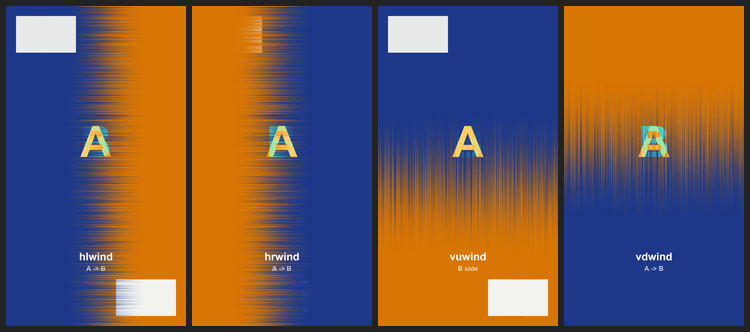 A
hlwind
A -> B
A
hrwind
A -> B
A
vuwind
B side
vdwind
A -> B